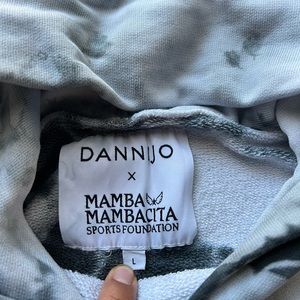 DANNIJO
X
MAMBA
MAMBACITA
SPORTS FOUNDATION
L